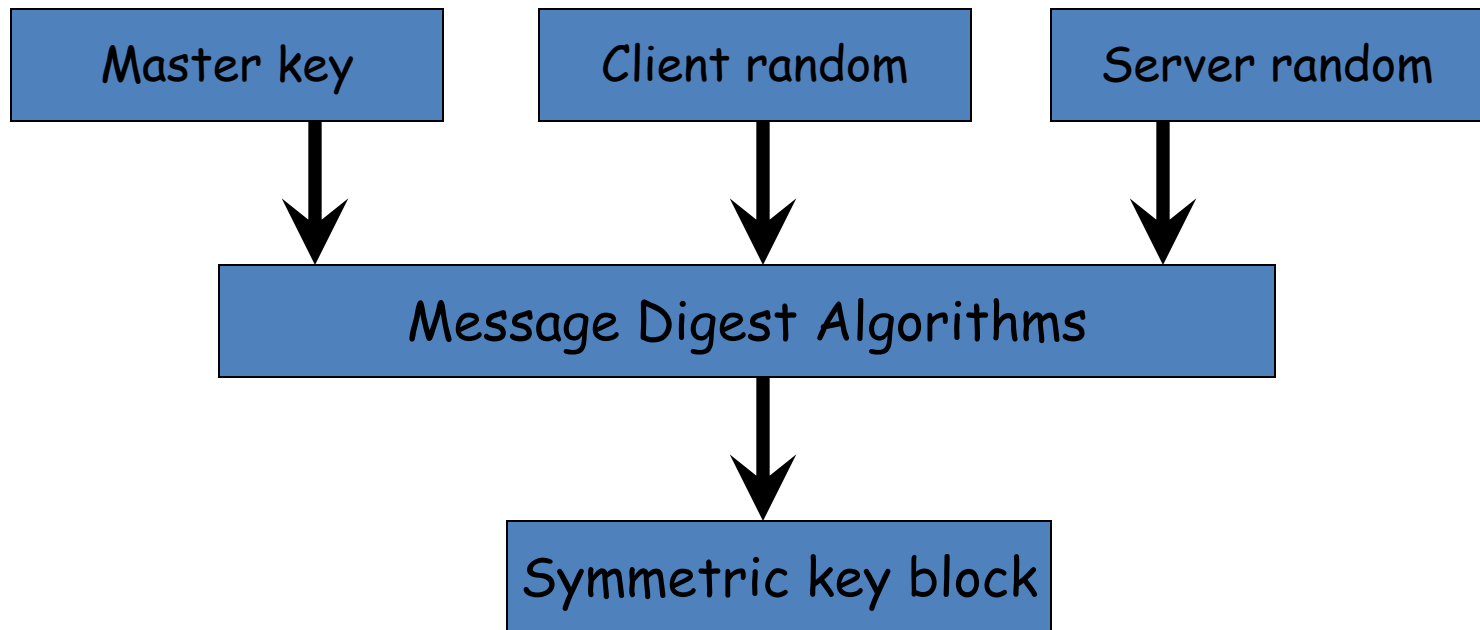 Master key
Client random
Server random
Message Digest Algorithms
Symmetric key block